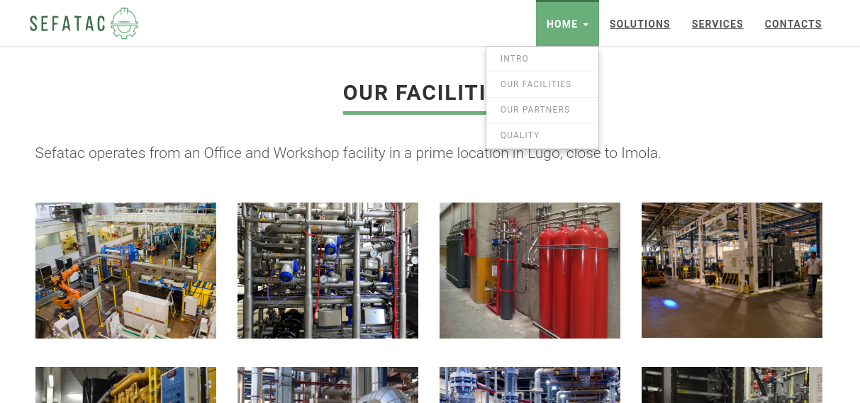 SEFATAC
HOME SOLUTIONS SERVICES CONTACTS
INTRO
OUR FACILITIES
OUR PARTNERS
QUALITY
OUR FACILITI
Sefatac operates from an Office and Workshop facility in a prime location in Lugo, close to Imola.